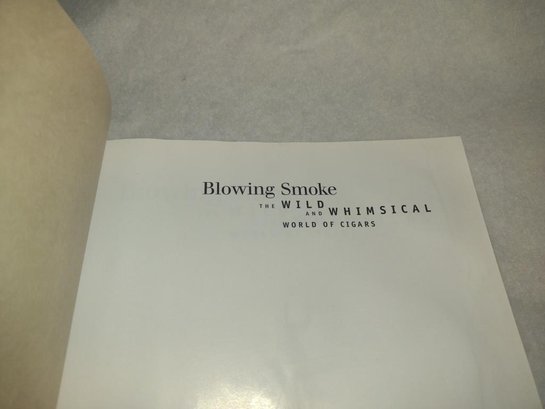 Blowing Smoke
THE WILD
AND WHIMSICAL
WORLD OF CIGARS